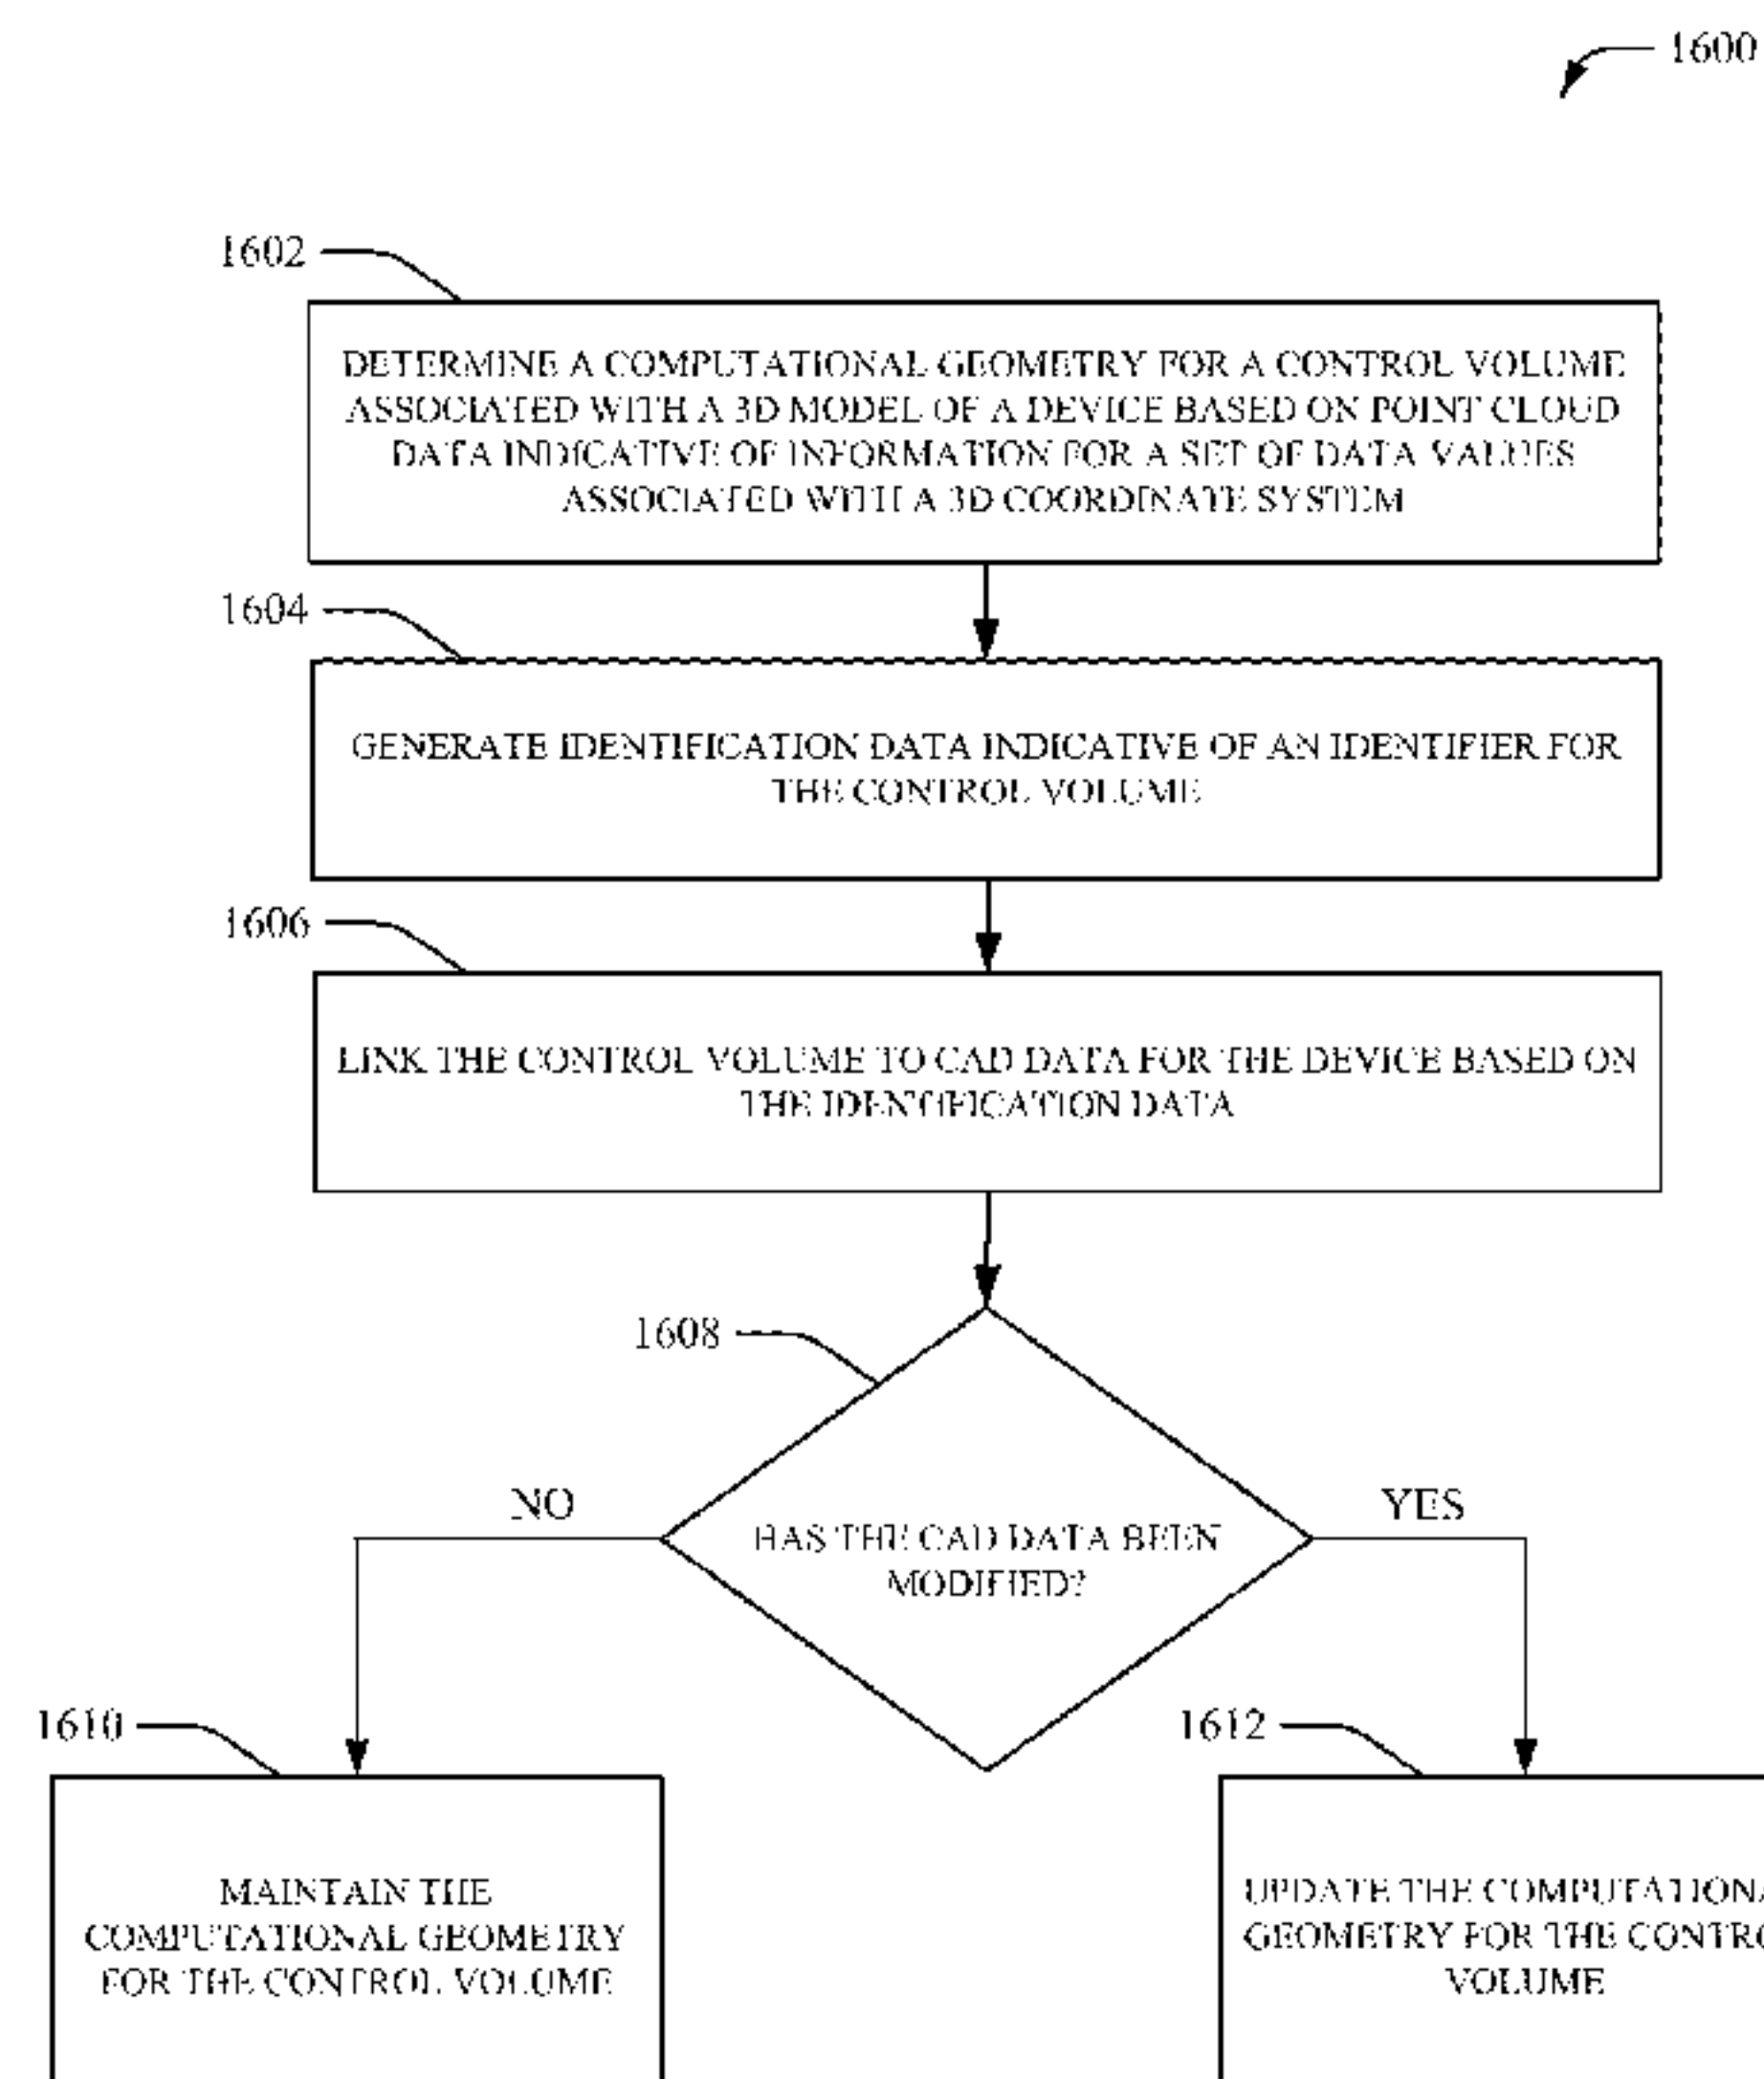 1600
1602
DETERMINE A COMPUTATIONAL GEOMETRY FOR A CONTROL VOLUME
ASSOCIATED WITH A 3D MODEL OF A DEVICE BASED ON POINT CLOUD
DATA INDICATIVE OF INFORMATION FOR A SET OF DATA VALUES
ASSOCIATED WITH A 3D COORDINATE SYSTEM
1604
GENERATE IDENTIFICATION DATA INDICATIVE OF AN IDENTIFIER FOR
THE CONTROL VOLUME
1606
LINK THE CONTROL VOLUME TO CAD DATA FOR THE DEVICE BASED ON
THE IDENTIFICATION DATA
1608
HAS THE CAD DATA BEEN
MODIFIED?
NO
YES
1610
MAINTAIN THE
COMPUTATIONAL GEOMETRY
FOR THE CONTROL VOLUME
1612
UPDATE THE COMPUTATIONA
GEOMETRY FOR THE CONTRO
VOLUME